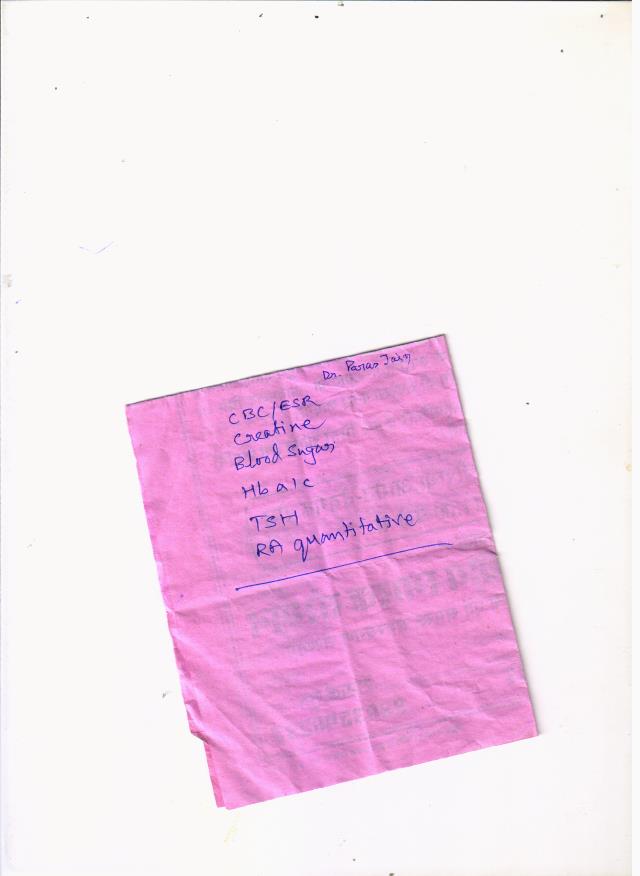 Dr. Paras Jain
CBC/ESR
Creatine
Blood Sugar
Hb a1c
TSH
RA quantitative